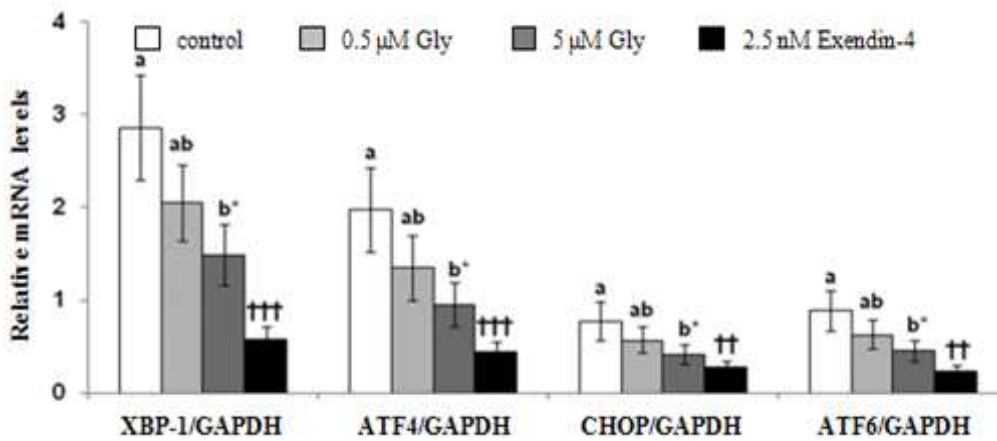 4
control 0.5 μM Gly 5 μM Gly 2.5 nM Exendin-4
a
3
ab
a
2
b*
ab
b*
1
a
a
†††
†††
ab
b*
††
ab
b*
††
0
Relative mRNA levels
XBP-1/GAPDH ATF4/GAPDH CHOP/GAPDH ATF6/GAPDH